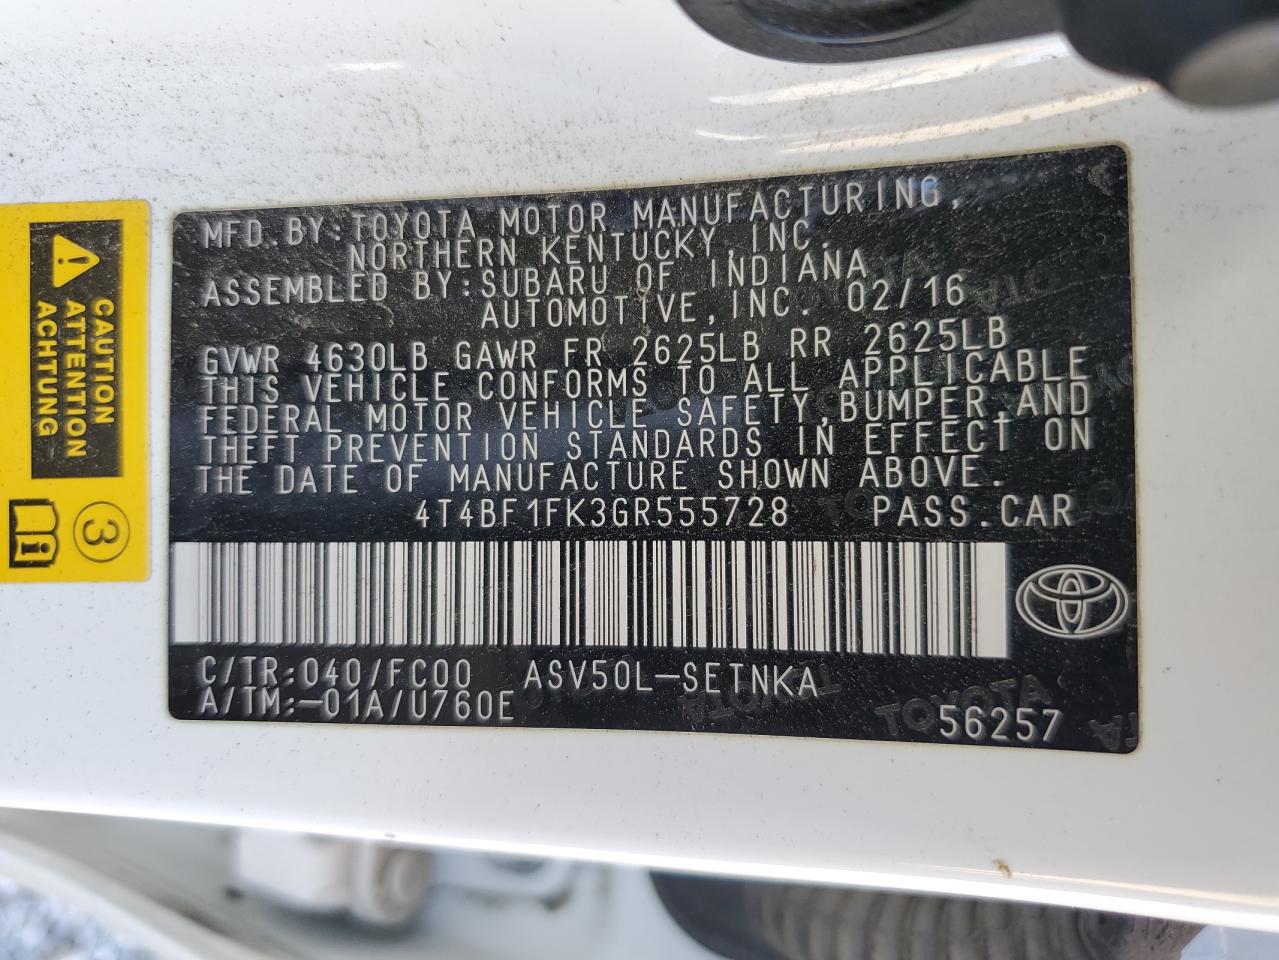 MFD.BY:TOYOTA MOTOR MANUFACTURING,
NORTHERN KENTUCKY, INC.
ASSEMBLED BY:SUBARU OF INDIANA
AUTOMOTIVE,INC. 02/16
GVWR 4630LB GAWR FR 2625LB RR 2625LB
THIS VEHICLE CONFORMS TO ALL APPLICABLE
FEDERAL MOTOR VEHICLE SAFETY,BUMPER,AND
THEFT PREVENTION STANDARDS IN EFFECT ON
THE DATE OF MANUFACTURE SHOWN ABOVE.
4T4BF1FK3GR555728 PASS.CAR
C/TR:040/FC00 ASV50L-SETNKA
A/TM:-01A/U760E
56257
CAUTION
ATTENTION
ACHTUNG
3
TOYOTA
TOYOTA